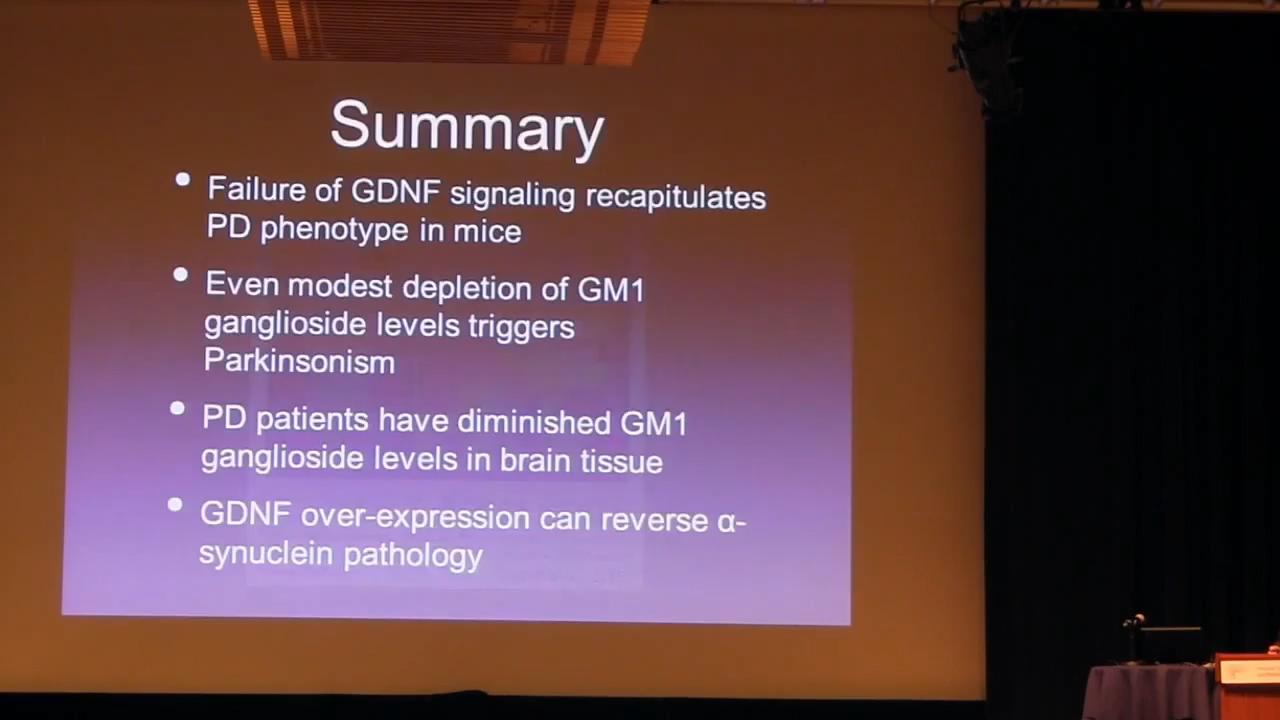 Summary
• Failure of GDNF signaling recapitulates
PD phenotype in mice
• Even modest depletion of GM1
ganglioside levels triggers
Parkinsonism
• PD patients have diminished GM1
ganglioside levels in brain tissue
• GDNF over-expression can reverse α-
synuclein pathology